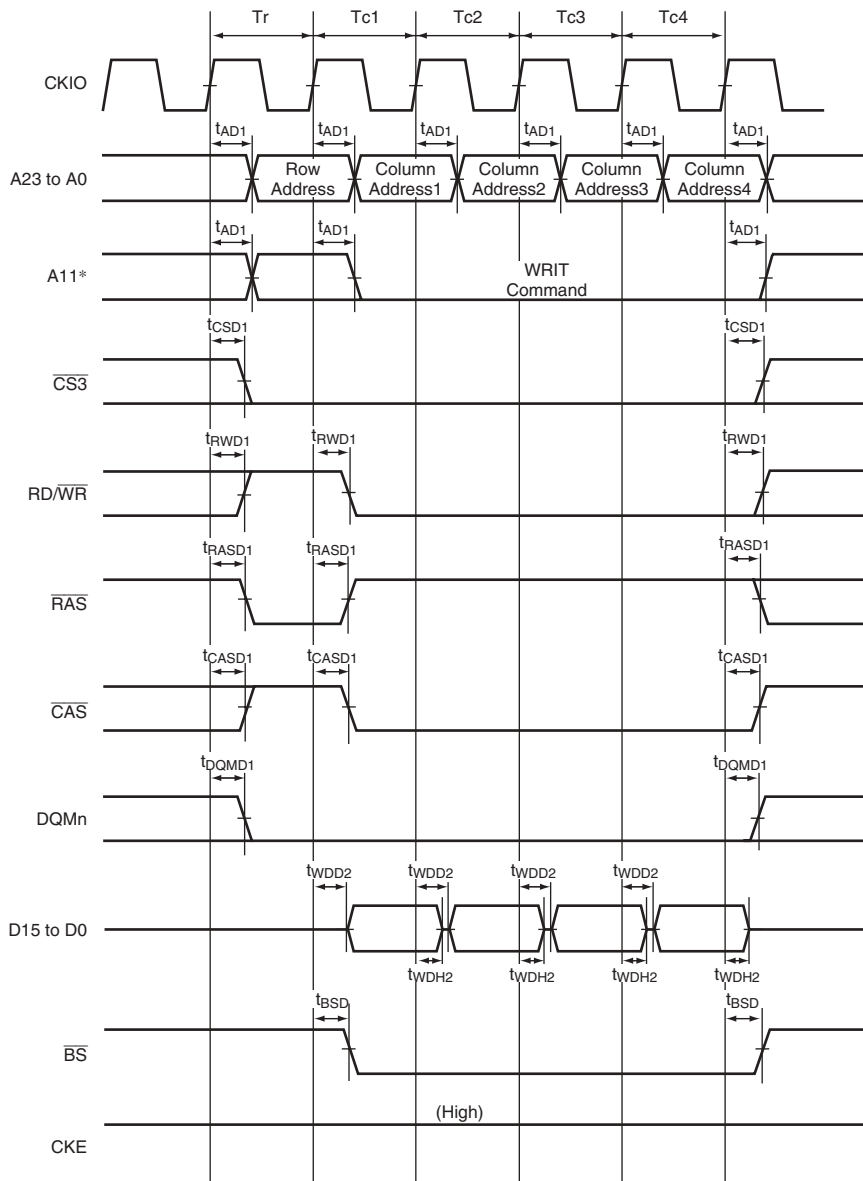 Tr Tc1 Tc2 Tc3 Tc4
CKIO
tAD1 tAD1 tAD1 tAD1 tAD1 tAD1
A23 to A0
Row Address
Column Address1
Column Address2
Column Address3
Column Address4
tAD1 tAD1 tAD1
A11*
WRIT
Command
tCSD1 tCSD1
CS3
tRWD1 tRWD1 tRWD1
RD/WR
tRASD1 tRASD1 tRASD1
RAS
tCASD1 tCASD1 tCASD1
CAS
tDQMD1 tDQMD1
DQMn
tWDD2 tWDD2 tWDD2 tWDD2
D15 to D0
tWDH2 tWDH2 tWDH2 tWDH2
tBSD tBSD
BS
(High)
CKE